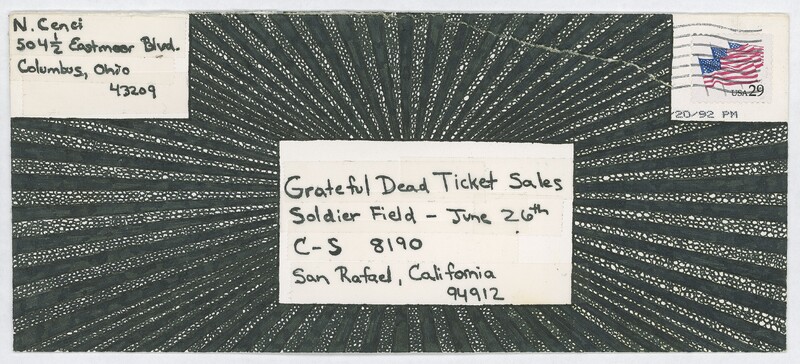 N. Cenci
504½ Eastmoor Blvd.
Columbus, Ohio
43209
USA 29
20/92 PM
Grateful Dead Ticket Sales
Soldier Field - June 26th
C-S 8190
San Rafael, California
94912